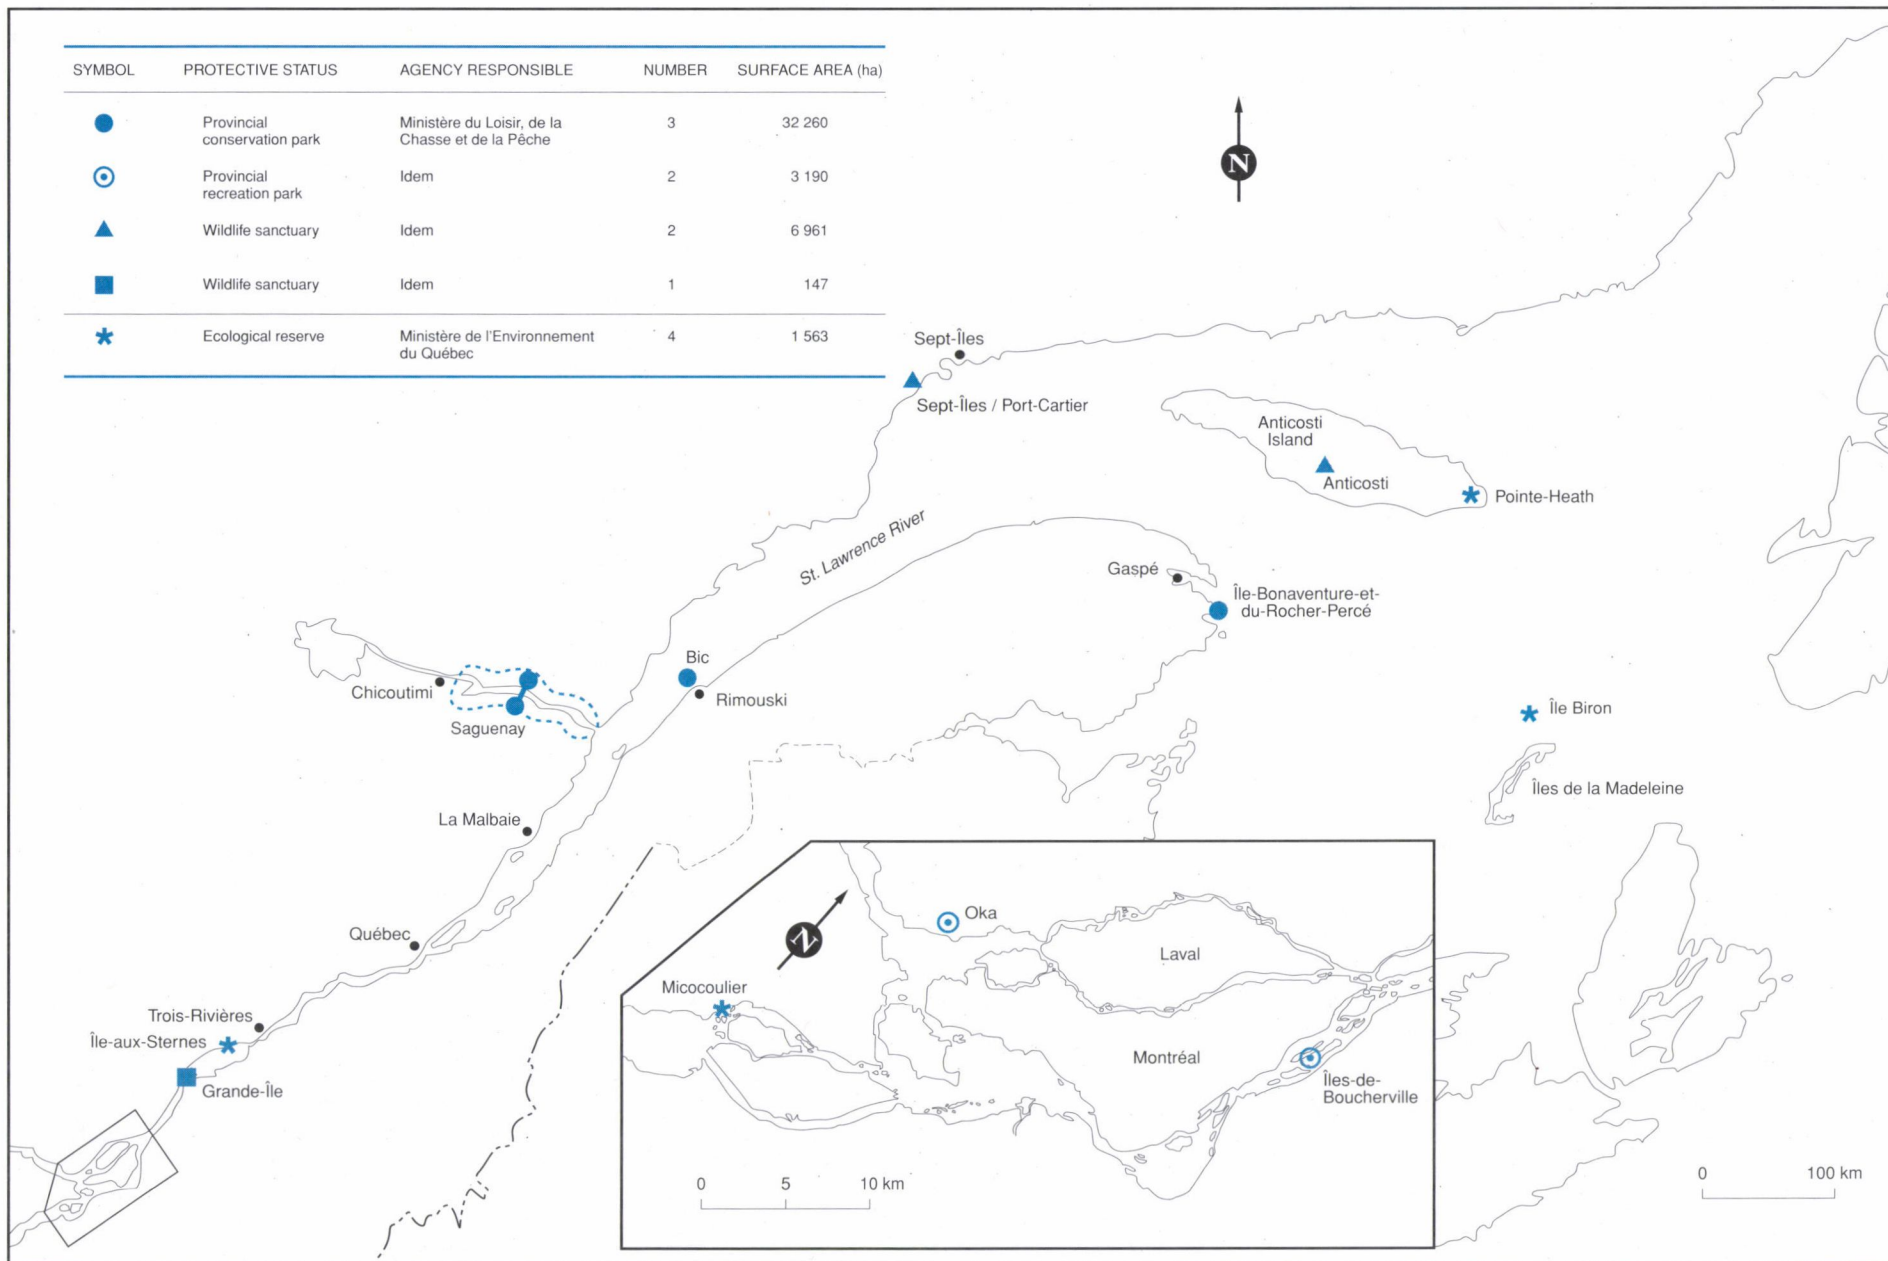 SYMBOL PROTECTIVE STATUS AGENCY RESPONSIBLE NUMBER SURFACE AREA (ha)
Provincial conservation park Ministère du Loisir, de la Chasse et de la Pêche 3 32 260
Provincial recreation park Idem 2 3 190
Wildlife sanctuary Idem 2 6 961
Wildlife sanctuary Idem 1 147
Ecological reserve Ministère de l'Environnement du Québec 4 1 563
N
Sept-Îles
Sept-Îles / Port-Cartier
Anticosti
Island
Anticosti
Pointe-Heath
St. Lawrence River
Gaspé
Île-Bonaventure-et-
du-Rocher-Percé
Bic
Rimouski
Chicoutimi
Saguenay
Île Biron
Îles de la Madeleine
La Malbaie
Québec
Trois-Rivières
Île-aux-Sternes
Grande-Île
N
Oka
Laval
Micocoulier
Montréal
Îles-de-
Boucherville
0 5 10 km
0 100 km